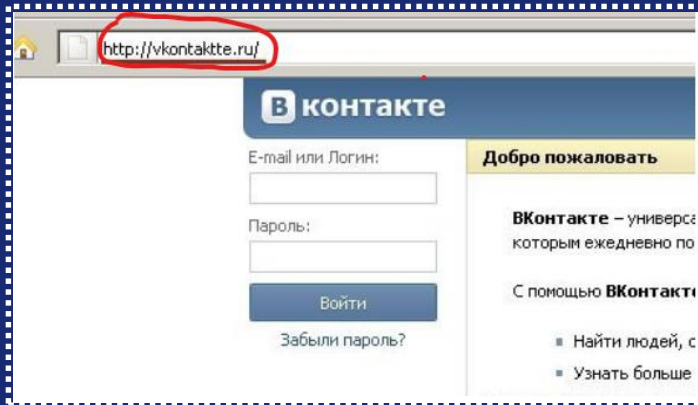 http://vkontaktte.ru/
В контакте
E-mail или Логин:
Пароль:
Войти
Забыли пароль?
Добро пожаловать
ВКонтакте – универса
которым ежедневно по
С помощью ВКонтакте
Найти людей, с
Узнать больше